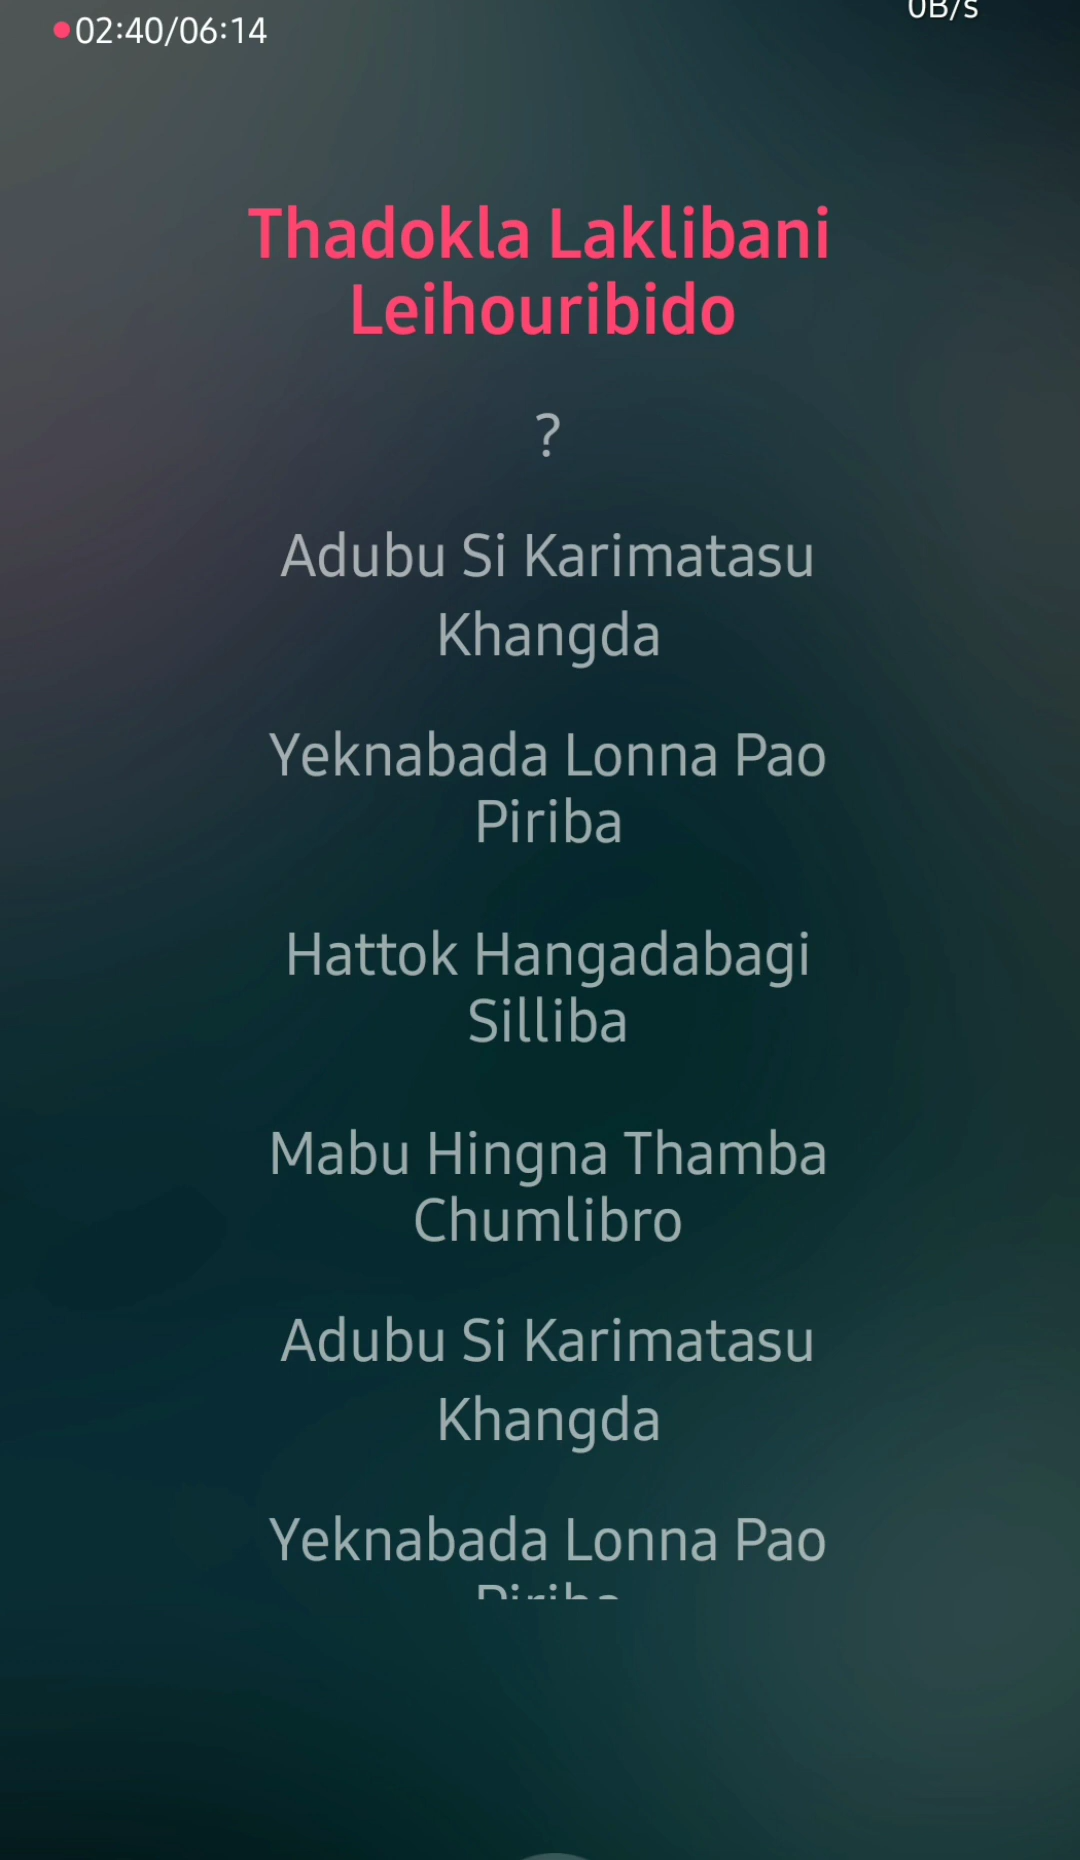 0B/s
02:40/06:14
Thadokla Laklibani
Leihouribido
?
Adubu Si Karimatasu
Khangda
Yeknabada Lonna Pao
Piriba
Hattok Hangadabagi
Silliba
Mabu Hingna Thamba
Chumlibro
Adubu Si Karimatasu
Khangda
Yeknabada Lonna Pao
Piriba